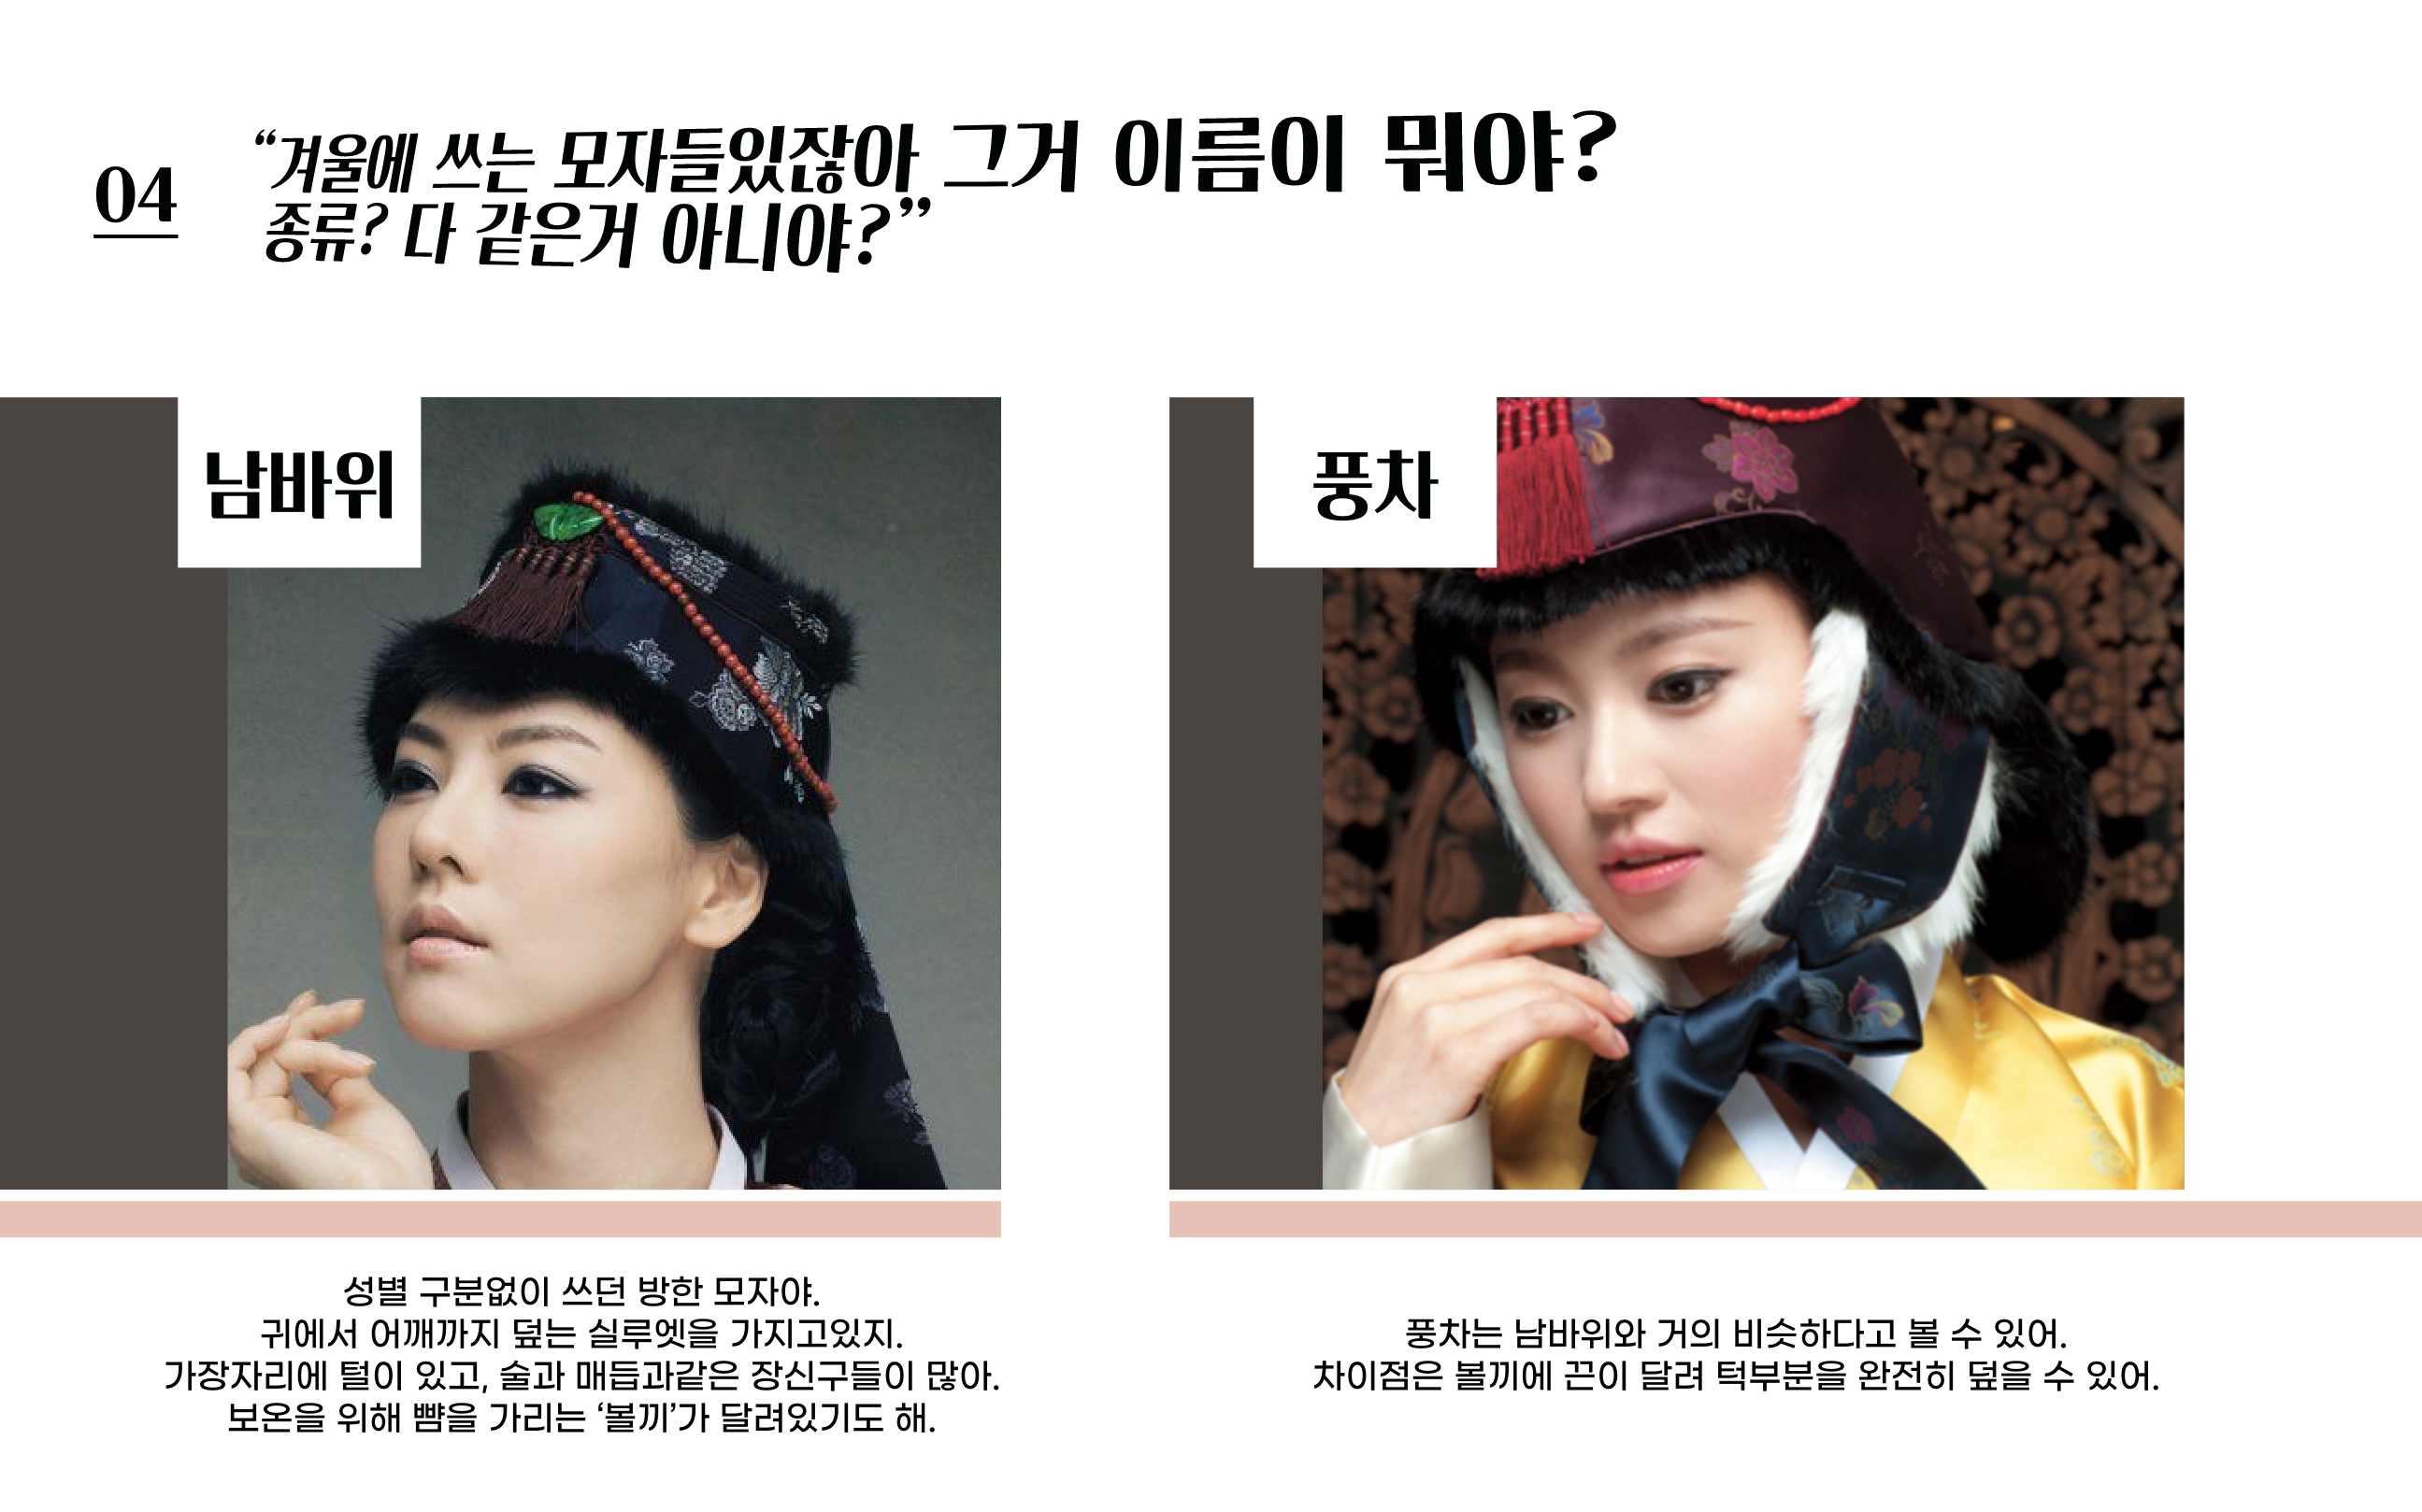 04
“겨울에 쓰는 모자들있잖아 그거 이름이 뭐야?
종류? 다 같은거 아니야?”
남바위
풍차
성별 구분없이 쓰던 방한 모자야.
귀에서 어깨까지 덮는 실루엣을 가지고있지.
가장자리에 털이 있고, 술과 매듭과같은 장신구들이 많아.
보온을 위해 뺨을 가리는 ‘볼끼’가 달려있기도 해.
풍차는 남바위와 거의 비슷하다고 볼 수 있어.
차이점은 볼끼에 끈이 달려 턱부분을 완전히 덮을 수 있어.